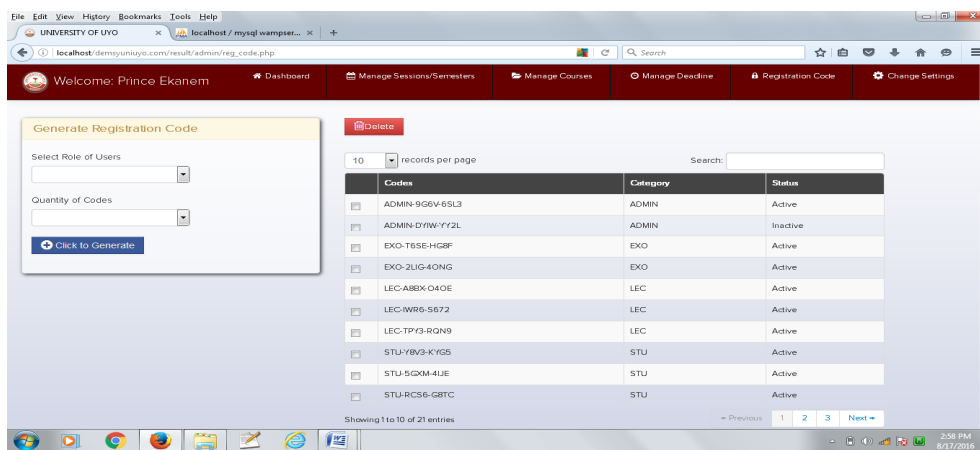 File Edit View History Bookmarks Tools Help
UNIVERSITY OF UYO × localhost / mysql wampser... × +
localhost/demsyuniuyo.com/result/admin/reg_code.php Search
Welcome: Prince Ekanem Dashboard Manage Sessions/Semesters Manage Courses Manage Deadline Registration Code Change Settings
Generate Registration Code
Select Role of Users
Quantity of Codes
Click to Generate
Delete
10 records per page Search:
Codes Category Status
ADMIN-9G6V-6SL3 ADMIN Active
ADMIN-DYIW-YY2L ADMIN Inactive
EXO-T6SE-HG8F EXO Active
EXO-2LIG-4ONG EXO Active
LEC-A8BX-O4OE LEC Active
LEC-IWR6-S672 LEC Active
LEC-TPY3-RQN9 LEC Active
STU-Y8V3-KYG5 STU Active
STU-5GXM-4IJE STU Active
STU-RCS6-G8TC STU Active
Showing 1 to 10 of 21 entries
← Previous 1 2 3 Next →
2:58 PM
8/17/2016